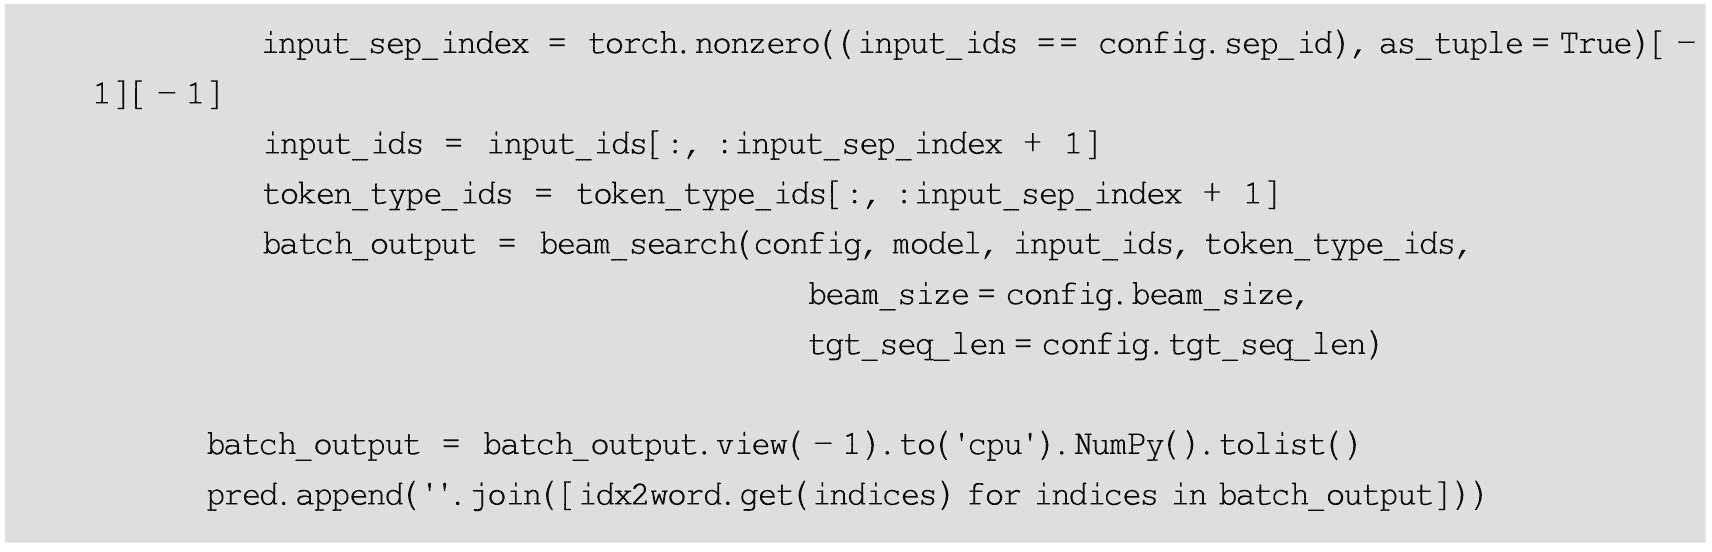 input_sep_index = torch.nonzero((input_ids == config.sep_id), as_tuple = True)[ -
1][ - 1]
input_ids = input_ids[:, :input_sep_index + 1]
token_type_ids = token_type_ids[:, :input_sep_index + 1]
batch_output = beam_search(config, model, input_ids, token_type_ids,
beam_size = config.beam_size,
tgt_seq_len = config.tgt_seq_len)
batch_output = batch_output.view( - 1).to('cpu').NumPy().tolist()
pred.append(''.join([idx2word.get(indices) for indices in batch_output]))